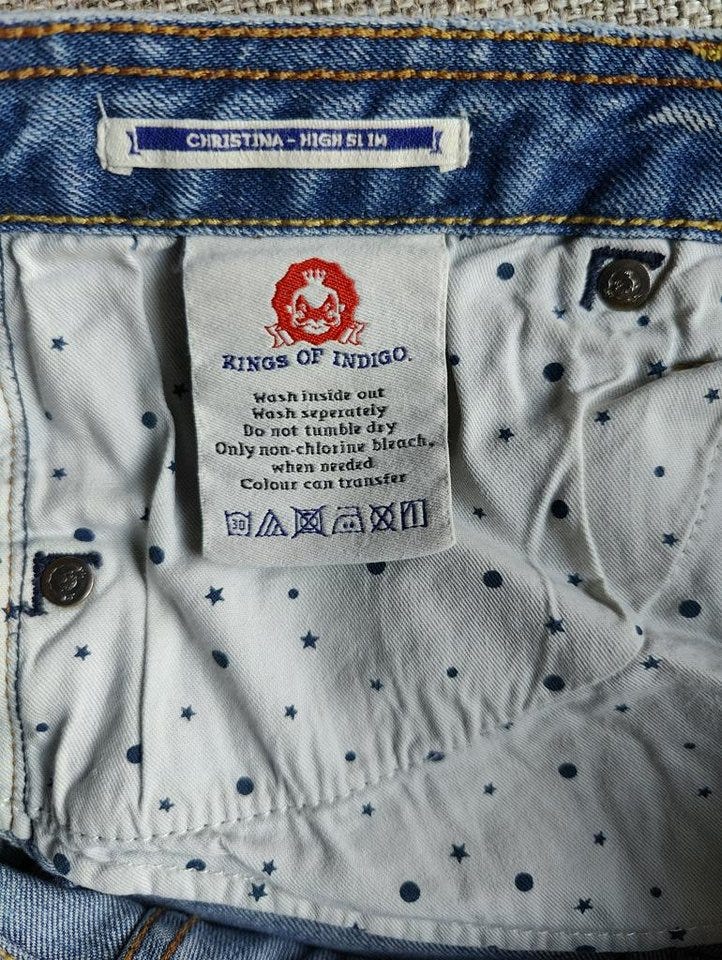 CHRISTINA - HIGH SLIM
KINGS OF INDIGO.
Wash inside out
Wash seperately
Do not tumble dry
Only non-chlorine bleach,
when needed
Colour can transfer
30